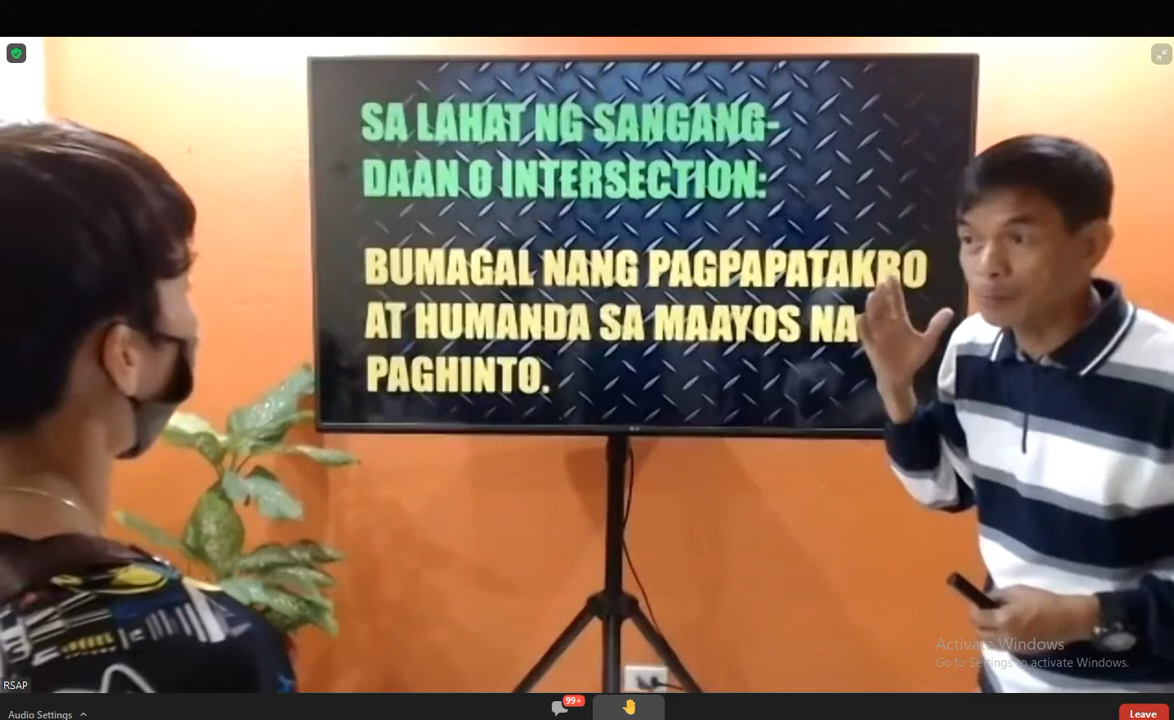 SA LAHAT NG SANGANG-
DAAN O INTERSECTION:
BUMAGAL NANG PAGPAPATAKBO
AT HUMANDA SA MAAYOS NA
PAGHINTO.
Activate Windows
Go to Settings to activate Windows.
RSAP
99+
Audio Settings
Leave